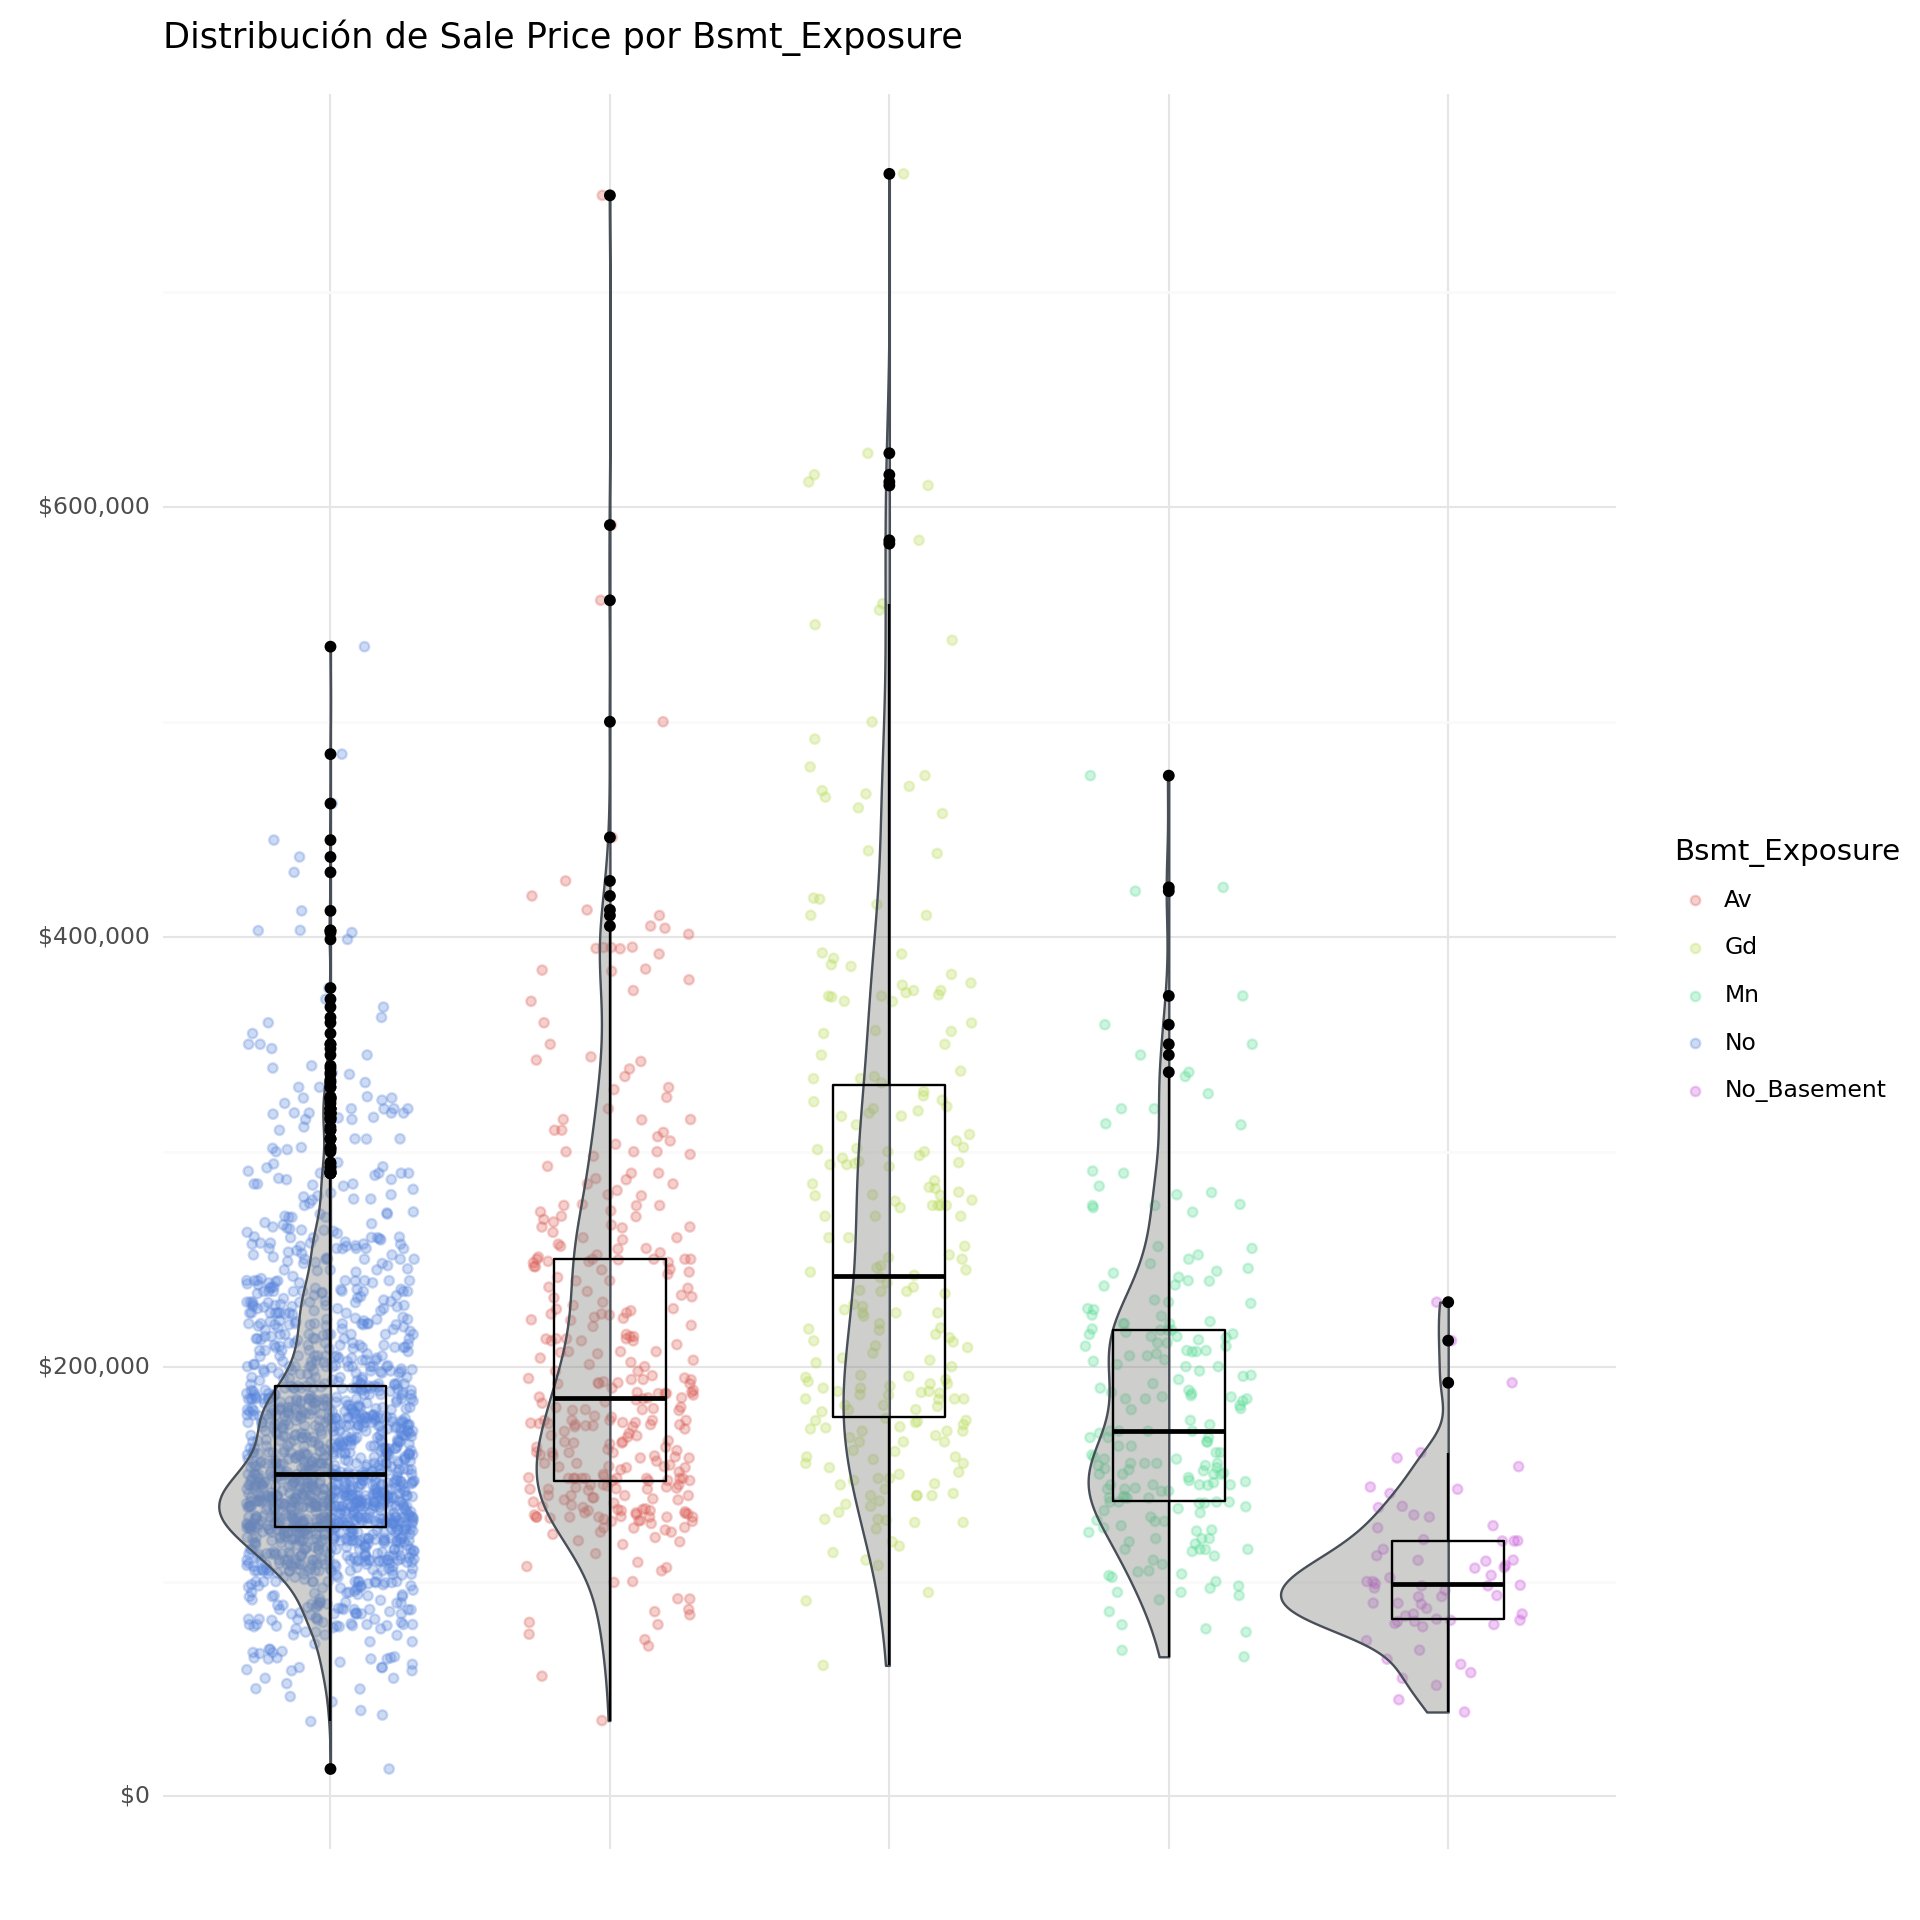 Distribución de Sale Price por Bsmt_Exposure
$600,000
$400,000
$200,000
$0
Bsmt_Exposure
Av
Gd
Mn
No
No_Basement